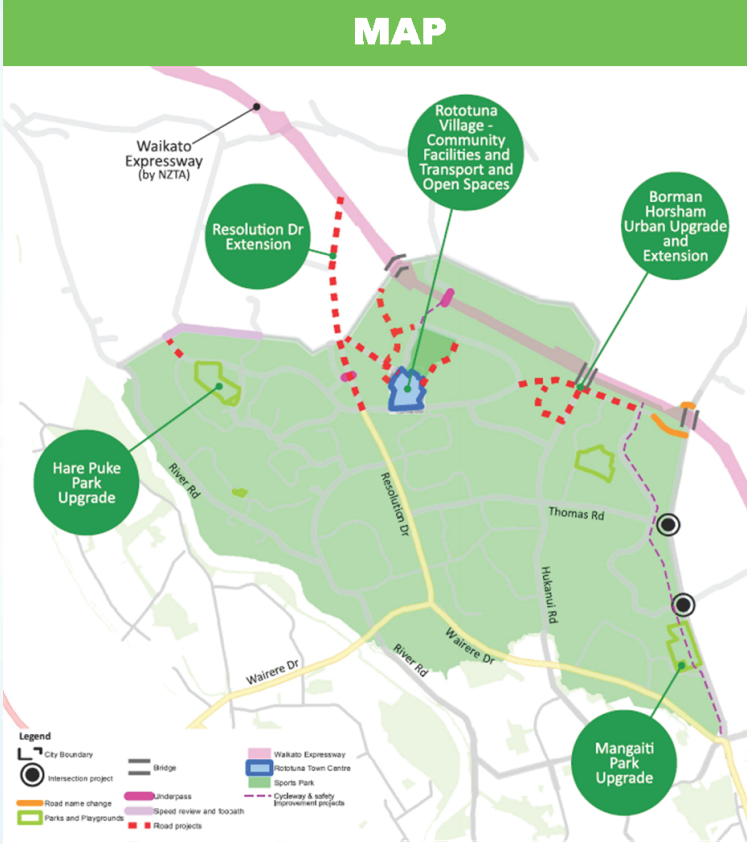 MAP
Waikato
Expressway
(by NZTA)
Rototuna
Village -
Community
Facilities and
Transport and
Open Spaces
Resolution Dr
Extension
Borman
Horsham
Urban Upgrade
and
Extension
Hare Puke
Park
Upgrade
River Rd
Resolution Dr
Thomas Rd
Hukanui Rd
Wairere Dr
Wairere Dr
River Rd
Mangaiti
Park
Upgrade
Legend
City Boundary
Intersection project
Road name change
Parks and Playgrounds
Bridge
Underpass
Speed review and foopath
Road projects
Waikato Expressway
Rototuna Town Centre
Sports Park
Cycleway & safety
Improvement projects